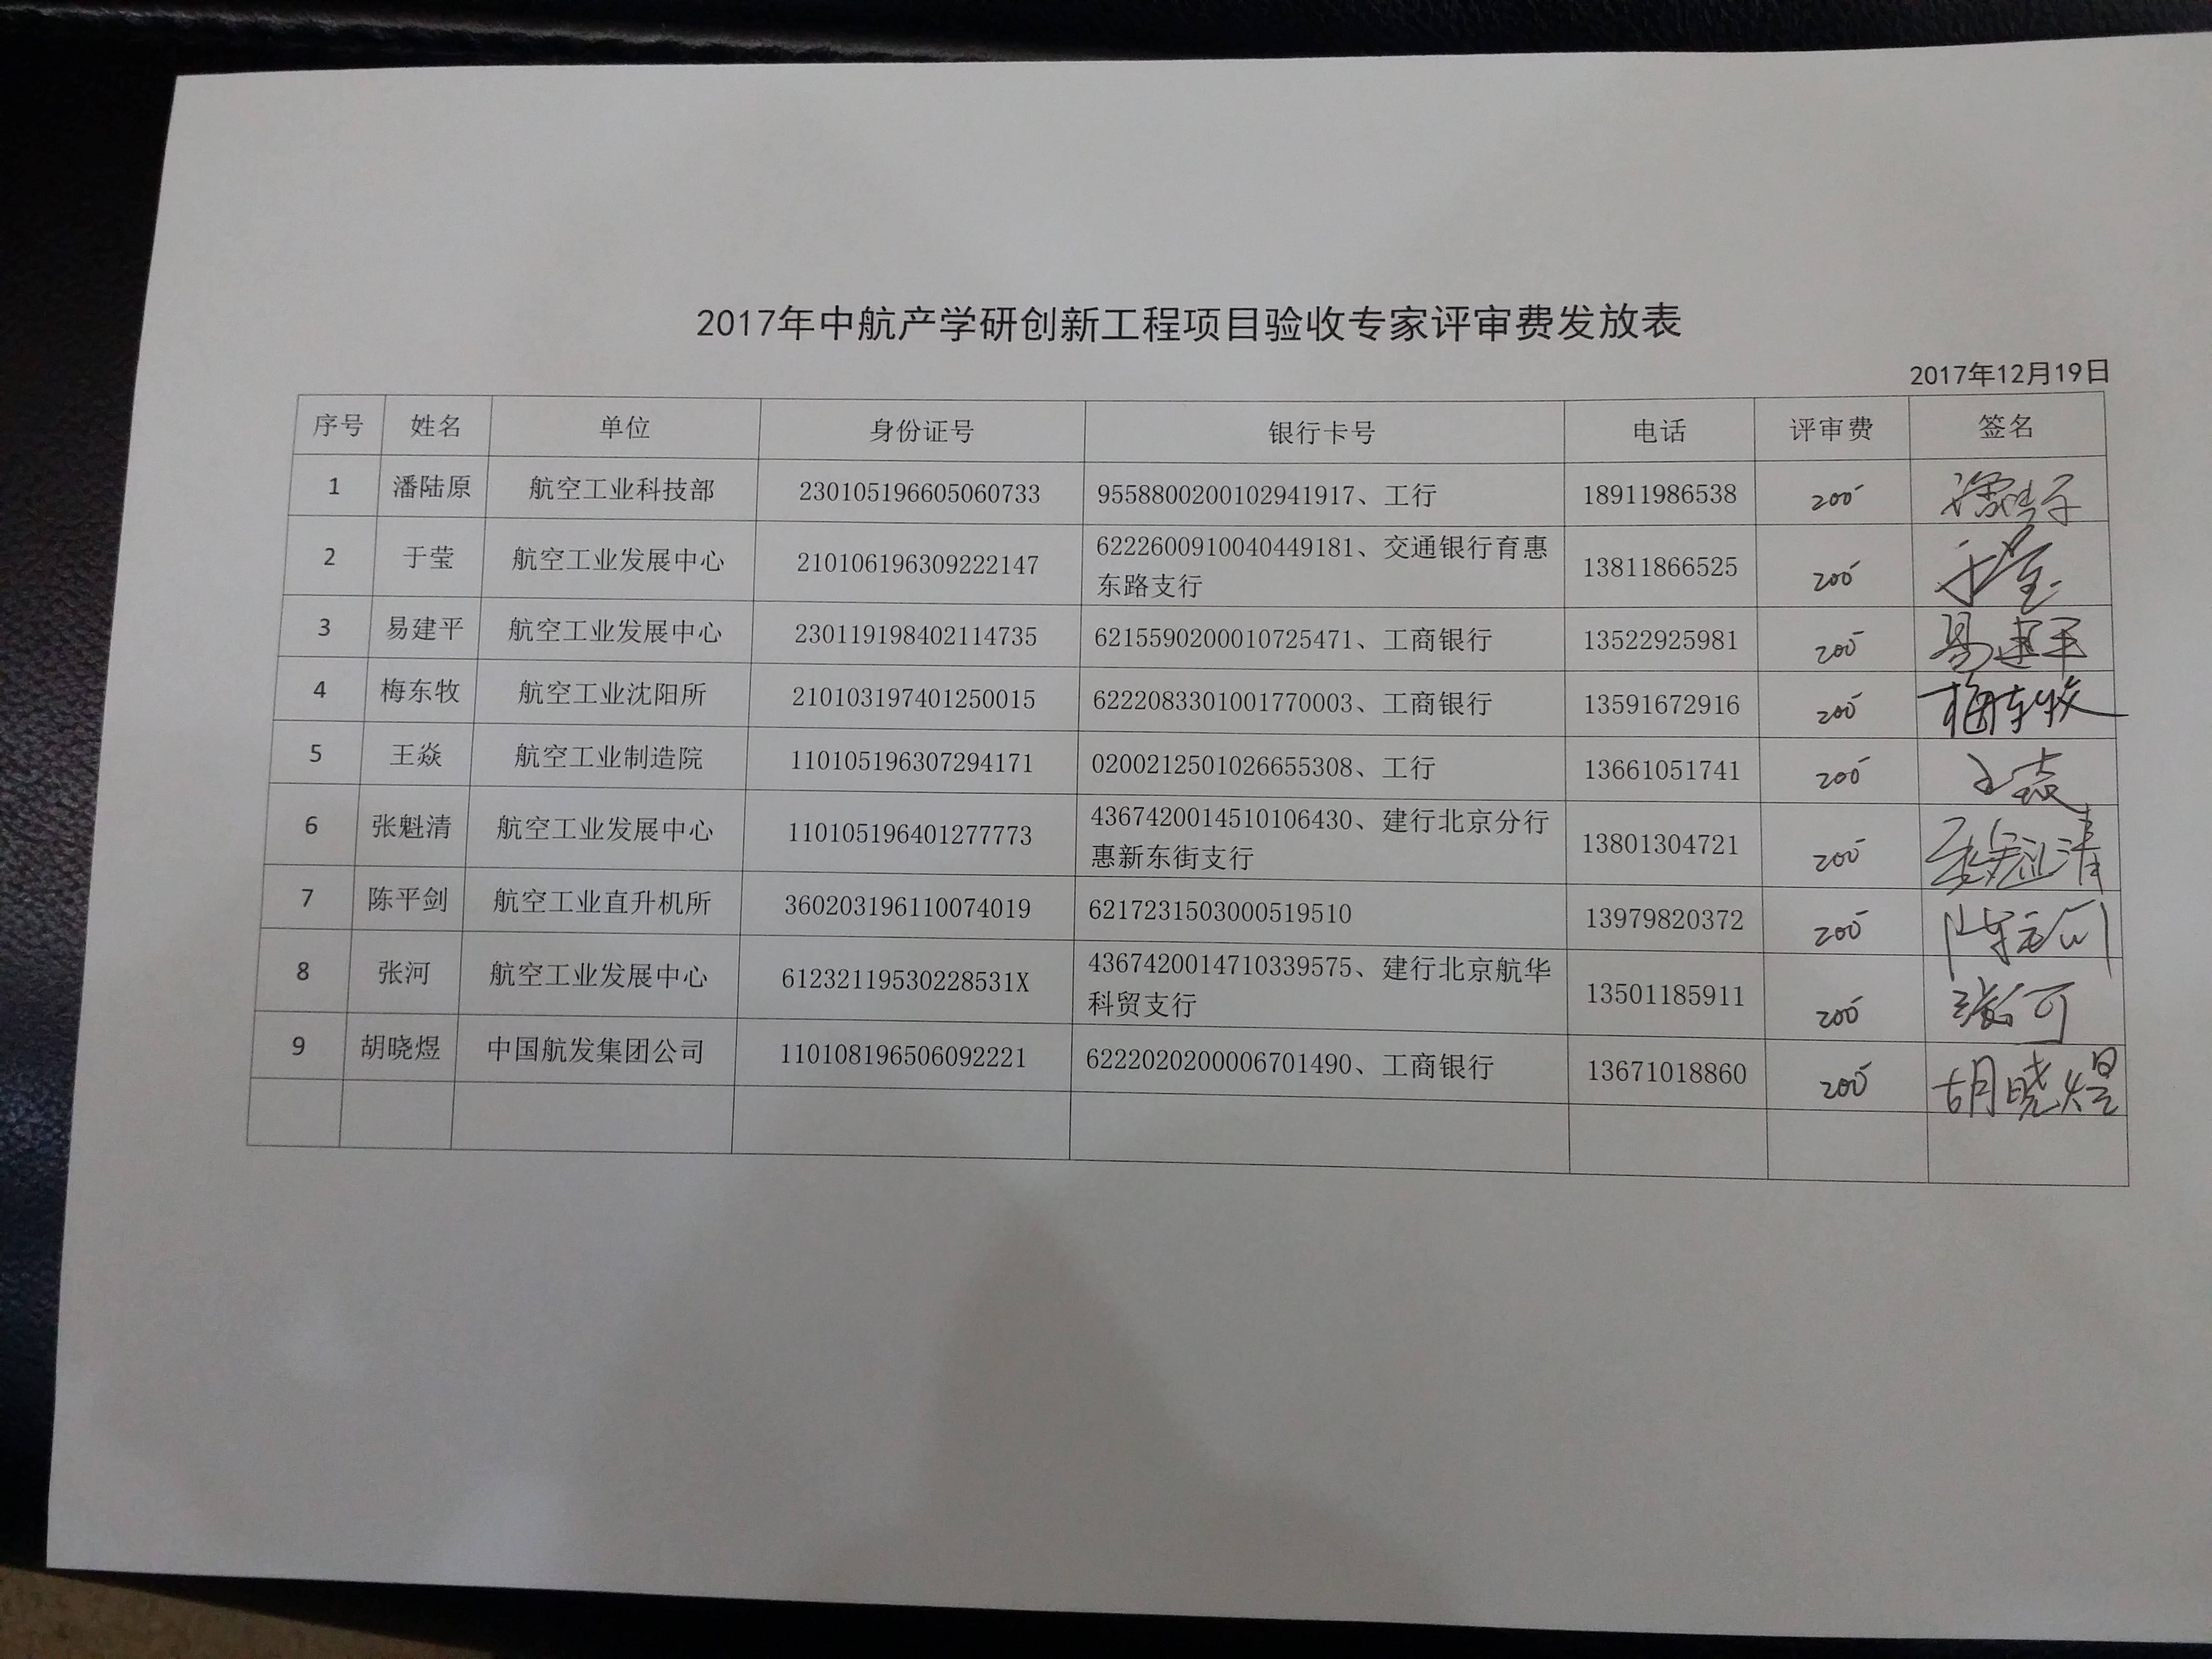 2017年中航产学研创新工程项目验收专家评审费发放表
2017年12月19日
序号 姓名 单位 身份证号 银行卡号 电话 评审费 签名
1 潘陆原 航空工业科技部 230105196605060733 9558800200102941917、工行 18911986538 200
2 于莹 航空工业发展中心 210106196309222147 6222600910040449181、交通银行育惠
东路支行 13811866525 200 于莹
3 易建平 航空工业发展中心 230119198402114735 6215590200010725471、工商银行 13522925981 200 易建平
4 梅东牧 航空工业沈阳所 210103197401250015 6222083301001770003、工商银行 13591672916 200 梅东牧
5 王焱 航空工业制造院 110105196307294171 0200212501026655308、工行 13661051741 200 王焱
6 张魁清 航空工业发展中心 110105196401277773 4367420014510106430、建行北京分行
惠新东街支行 13801304721 200 张魁清
7 陈平剑 航空工业直升机所 360203196110074019 6217231503000519510 13979820372 200 陈平剑
8 张河 航空工业发展中心 61232119530228531X 4367420014710339575、建行北京航华
科贸支行 13501185911 200 张河
9 胡晓煜 中国航发集团公司 110108196506092221 6222020200006701490、工商银行 13671018860 200 胡晓煜